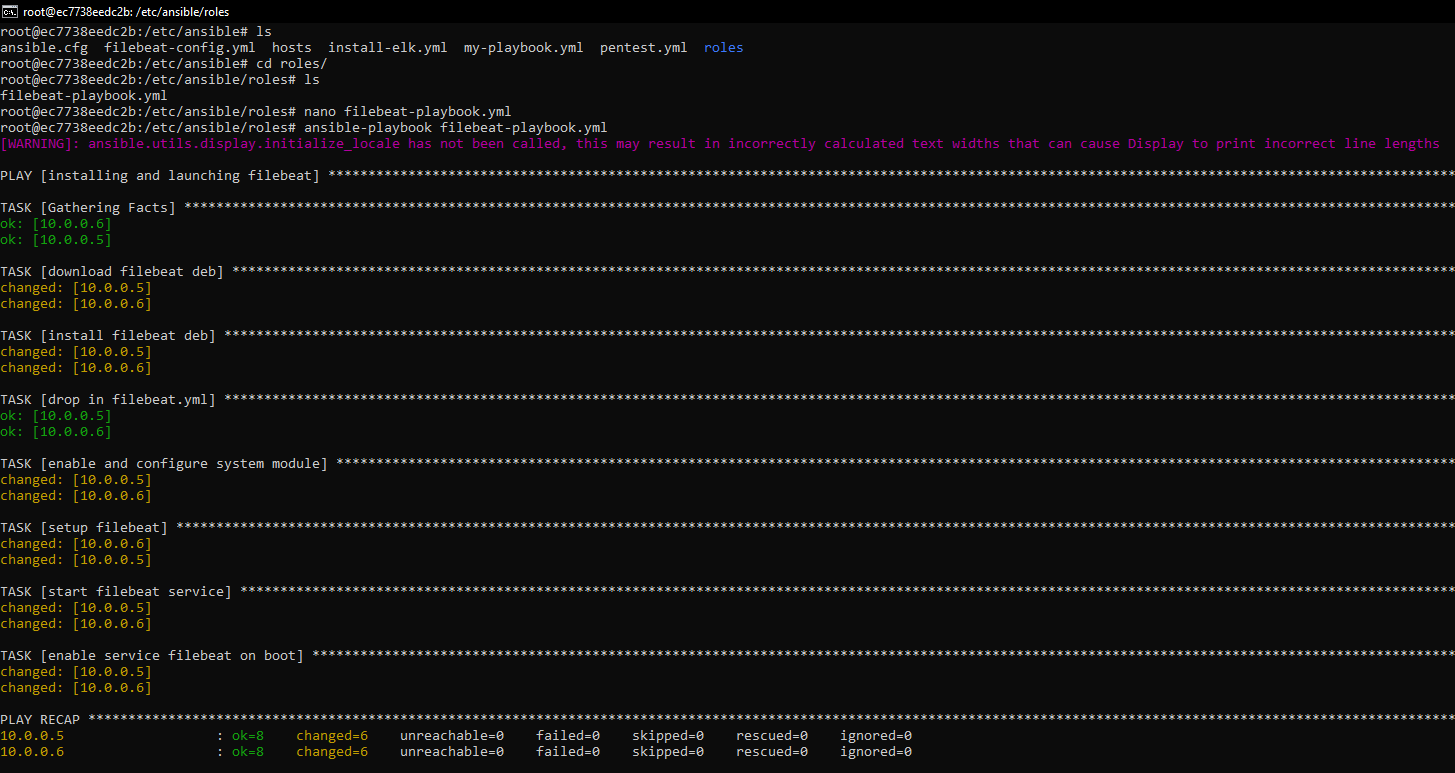 root@ec7738eedc2b: /etc/ansible/roles
root@ec7738eedc2b:/etc/ansible# ls
ansible.cfg  filebeat-config.yml  hosts  install-elk.yml  my-playbook.yml  pentest.yml  roles
root@ec7738eedc2b:/etc/ansible# cd roles/
root@ec7738eedc2b:/etc/ansible/roles# ls
filebeat-playbook.yml
root@ec7738eedc2b:/etc/ansible/roles# nano filebeat-playbook.yml
root@ec7738eedc2b:/etc/ansible/roles# ansible-playbook filebeat-playbook.yml
[WARNING]: ansible.utils.display.initialize_locale has not been called, this may result in incorrectly calculated text widths that can cause Display to print incorrect line lengths
PLAY [installing and launching filebeat] *********************************************************************************************************************************************
TASK [Gathering Facts] ***************************************************************************************************************************************************************
ok: [10.0.0.6]
ok: [10.0.0.5]
TASK [download filebeat deb] *********************************************************************************************************************************************************
changed: [10.0.0.5]
changed: [10.0.0.6]
TASK [install filebeat deb] **********************************************************************************************************************************************************
changed: [10.0.0.5]
changed: [10.0.0.6]
TASK [drop in filebeat.yml] **********************************************************************************************************************************************************
ok: [10.0.0.5]
ok: [10.0.0.6]
TASK [enable and configure system module] ********************************************************************************************************************************************
changed: [10.0.0.5]
changed: [10.0.0.6]
TASK [setup filebeat] ****************************************************************************************************************************************************************
changed: [10.0.0.6]
changed: [10.0.0.5]
TASK [start filebeat service] ********************************************************************************************************************************************************
changed: [10.0.0.5]
changed: [10.0.0.6]
TASK [enable service filebeat on boot] ***********************************************************************************************************************************************
changed: [10.0.0.5]
changed: [10.0.0.6]
PLAY RECAP ***************************************************************************************************************************************************************************
10.0.0.5                   : ok=8    changed=6    unreachable=0    failed=0    skipped=0    rescued=0    ignored=0
10.0.0.6                   : ok=8    changed=6    unreachable=0    failed=0    skipped=0    rescued=0    ignored=0